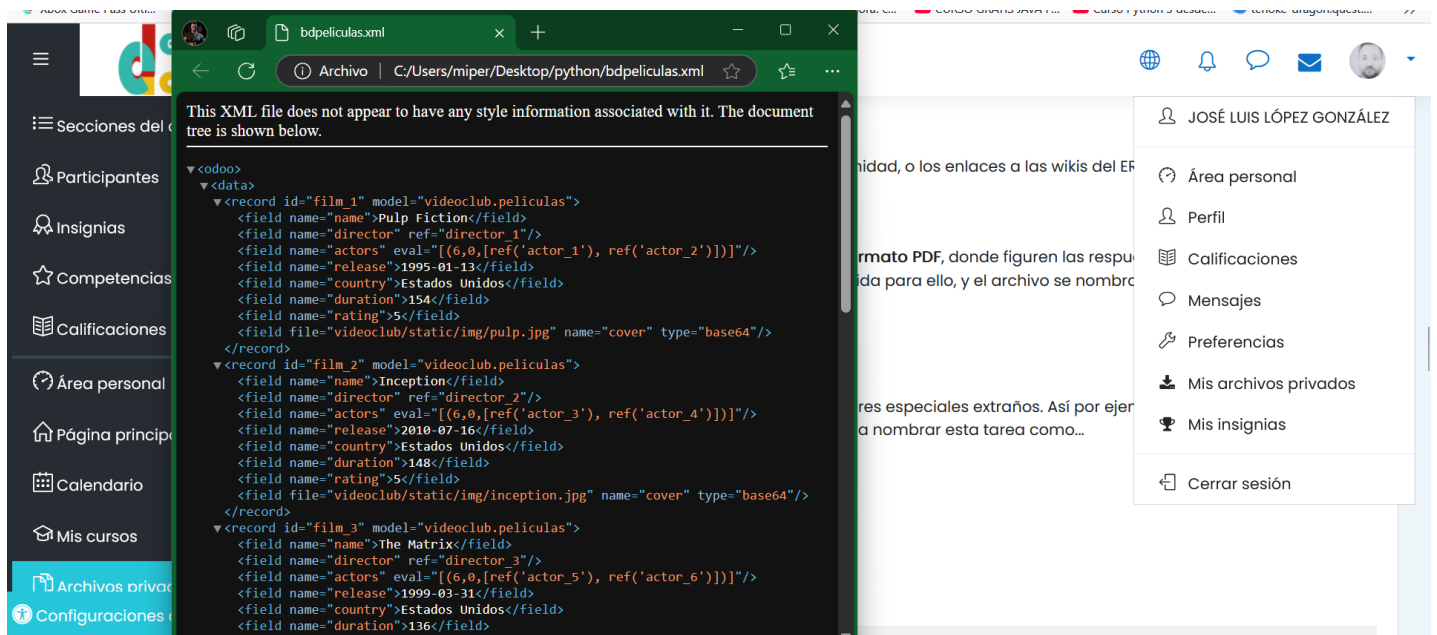 bdpeliculas.xml
Archivo | C:/Users/miper/Desktop/python/bdpeliculas.xml
This XML file does not appear to have any style information associated with it. The document
tree is shown below.
▼<odoo>
▼<data>
▼<record id="film_1" model="videoclub.peliculas">
<field name="name">Pulp Fiction</field>
<field name="director" ref="director_1"/>
<field name="actors" eval="[(6,0,[ref('actor_1'), ref('actor_2')])]"/>
<field name="release">1995-01-13</field>
<field name="country">Estados Unidos</field>
<field name="duration">154</field>
<field name="rating">5</field>
<field file="videoclub/static/img/pulp.jpg" name="cover" type="base64"/>
</record>
▼<record id="film_2" model="videoclub.peliculas">
<field name="name">Inception</field>
<field name="director" ref="director_2"/>
<field name="actors" eval="[(6,0,[ref('actor_3'), ref('actor_4')])]"/>
<field name="release">2010-07-16</field>
<field name="country">Estados Unidos</field>
<field name="duration">148</field>
<field name="rating">5</field>
<field file="videoclub/static/img/inception.jpg" name="cover" type="base64"/>
</record>
▼<record id="film_3" model="videoclub.peliculas">
<field name="name">The Matrix</field>
<field name="director" ref="director_3"/>
<field name="actors" eval="[(6,0,[ref('actor_5'), ref('actor_6')])]"/>
<field name="release">1999-03-31</field>
<field name="country">Estados Unidos</field>
<field name="duration">136</field>
Secciones del
Participantes
Insignias
Competencias
Calificaciones
Área personal
Página princip
Calendario
Mis cursos
Archivos priva
Configuraciones
nidad, o los enlaces a las wikis del ER
rmato PDF, donde figuren las respu
ida para ello, y el archivo se nombra
res especiales extraños. Así por ejer
a nombrar esta tarea como...
JOSÉ LUIS LÓPEZ GONZÁLEZ
Área personal
Perfil
Calificaciones
Mensajes
Preferencias
Mis archivos privados
Mis insignias
Cerrar sesión